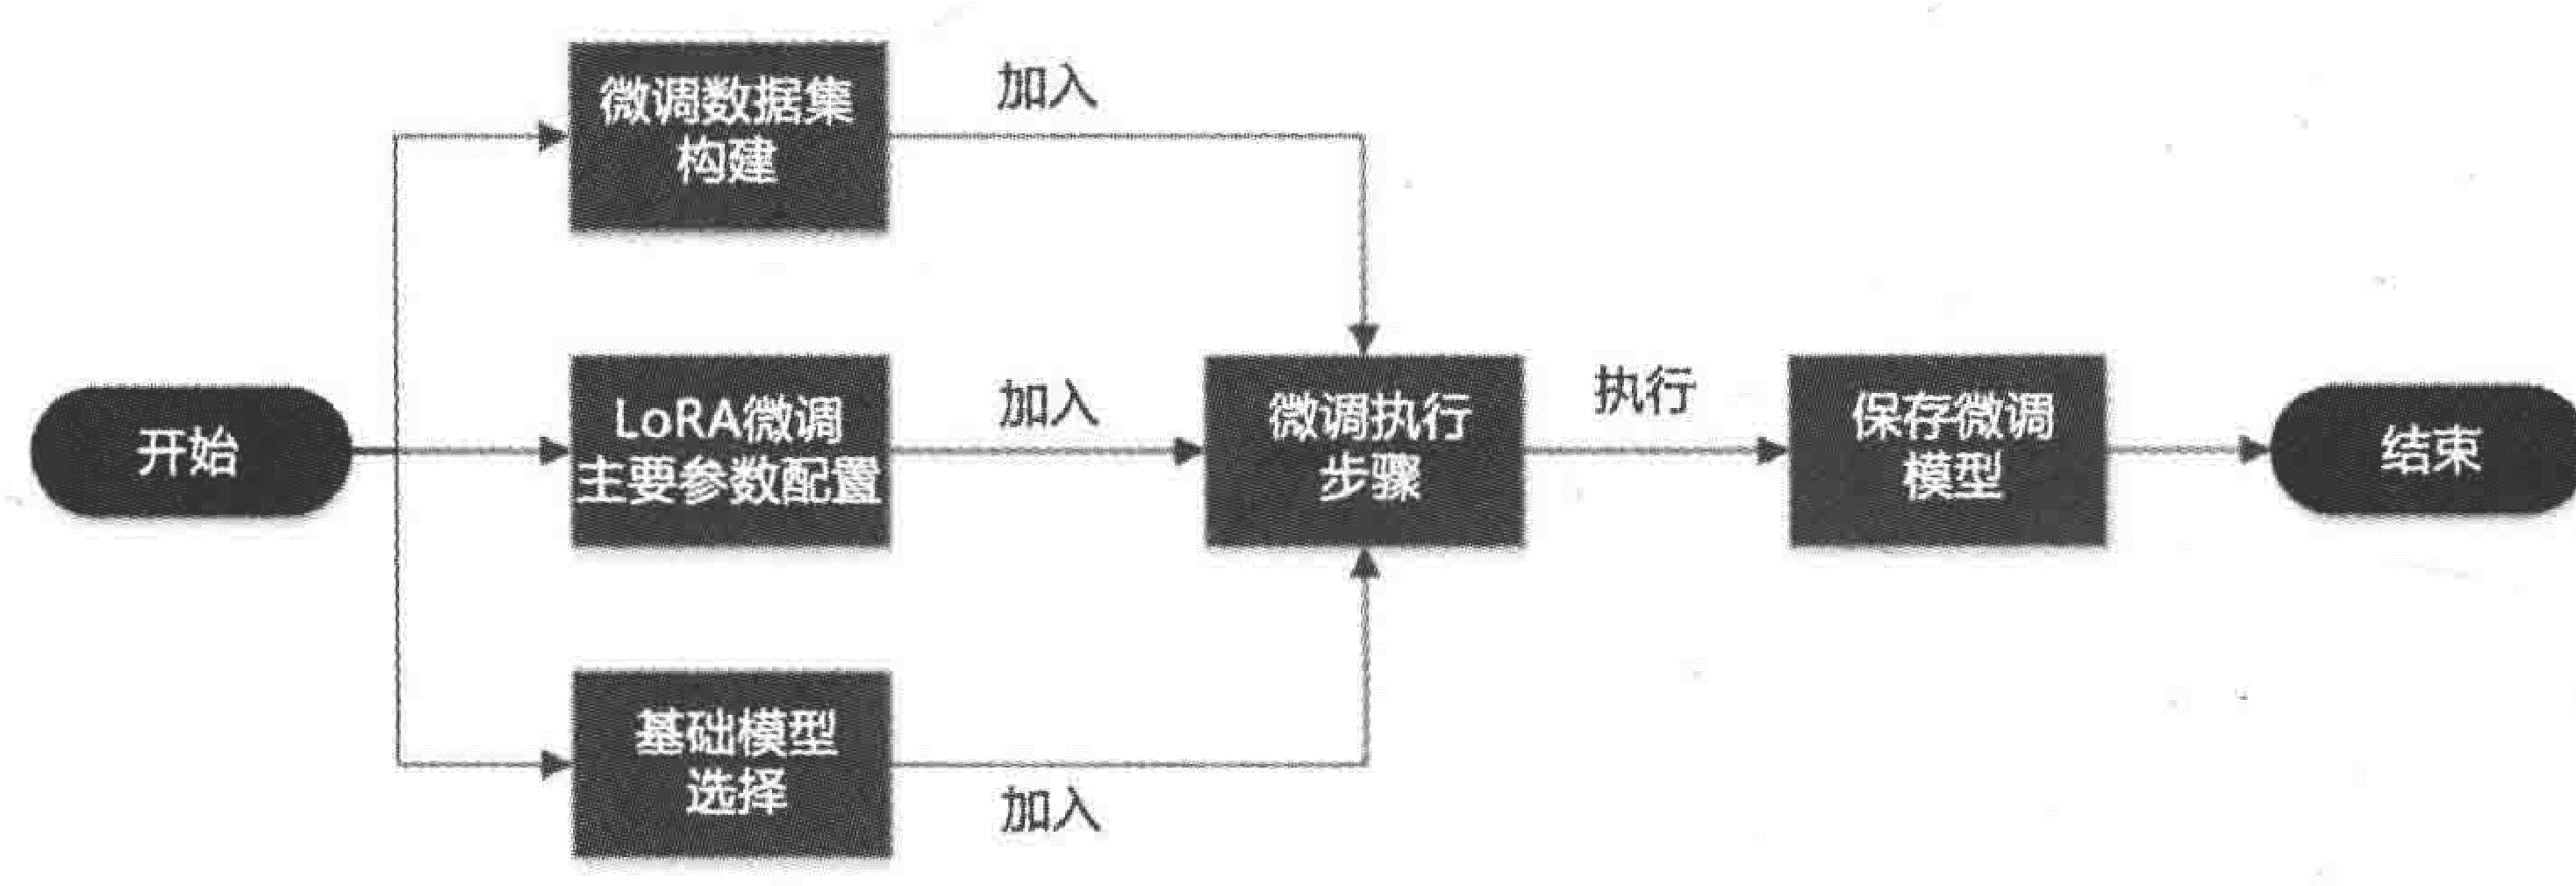 微调数据集
构建
加入
开始
LoRA微调
主要参数配置
加入
微调执行
步骤
执行
保存微调
模型
结束
基础模型
选择
加入